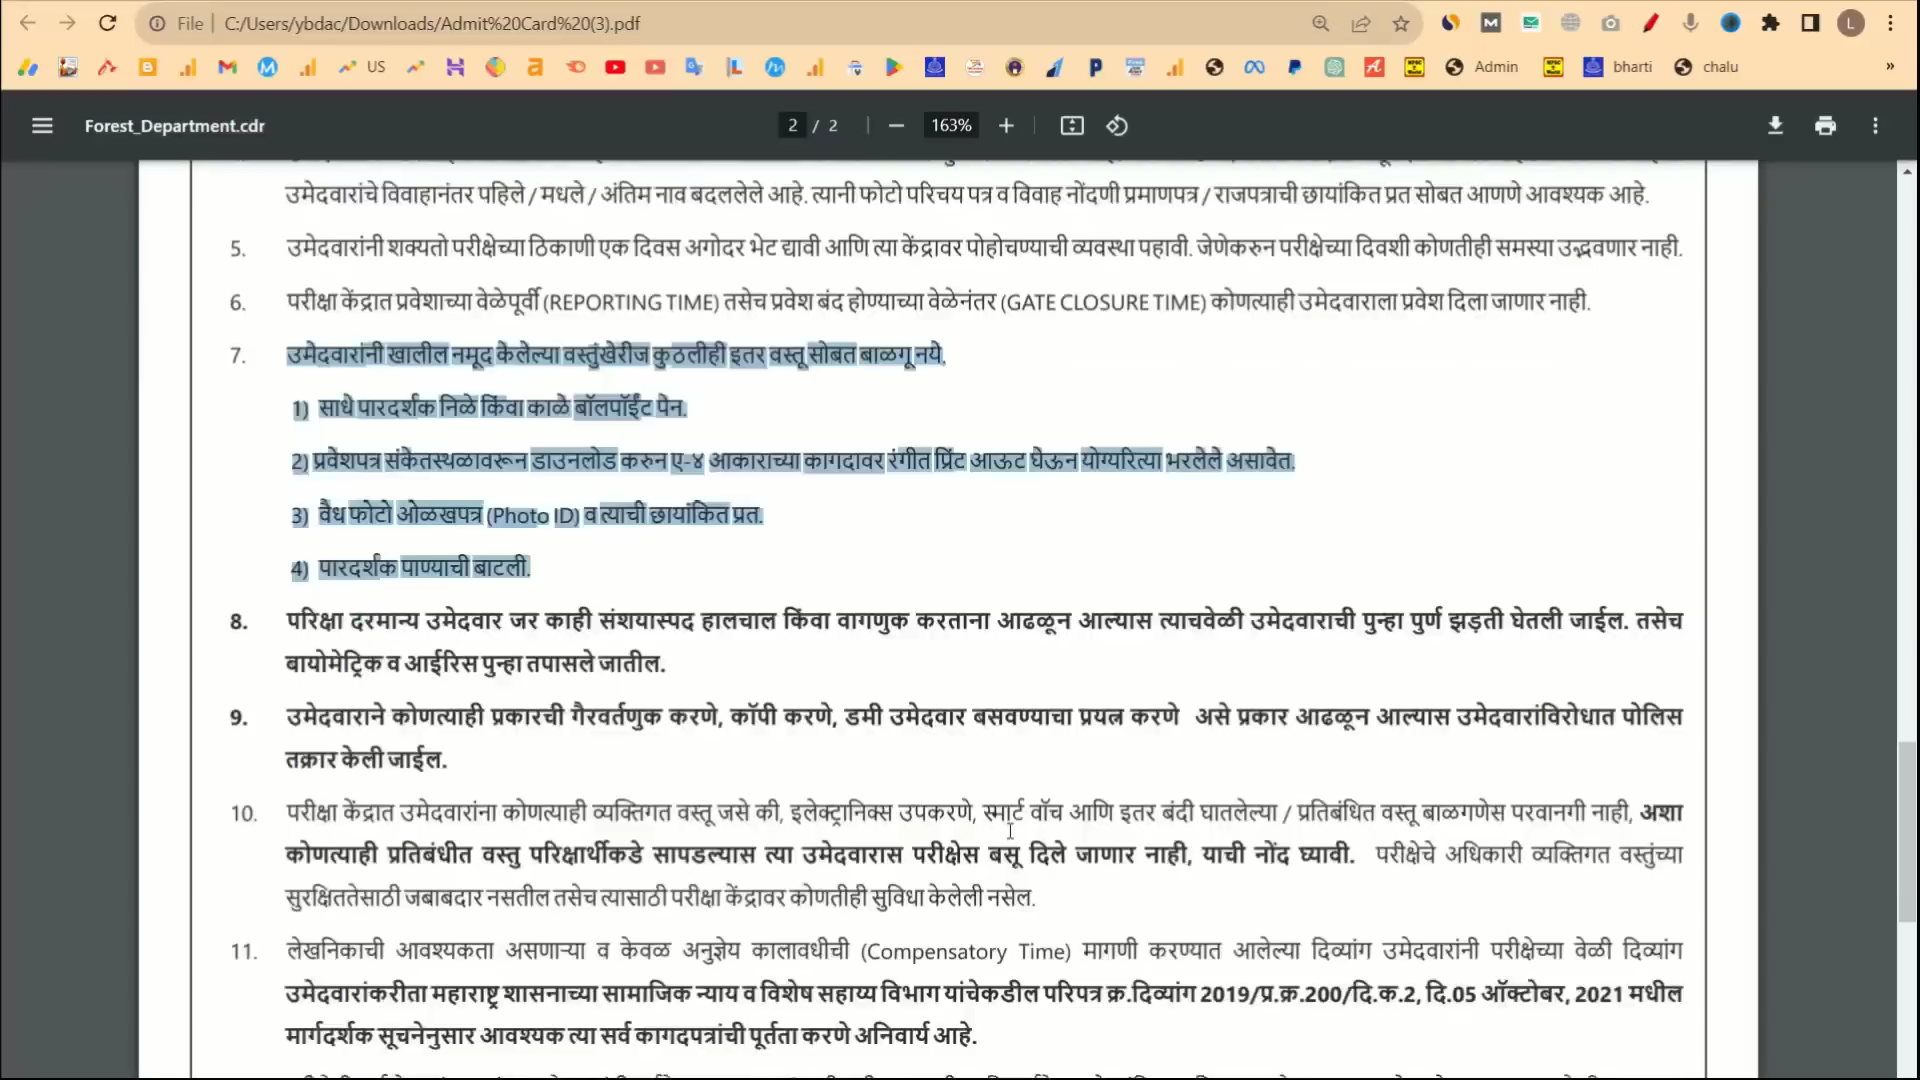 File C:/Users/ybdac/Downloads/Admit%20Card%20(3).pdf L
US Admin bharti chalu »
Forest_Department.cdr 2 / 2 163%
उमेदवारांचे विवाहानंतर पहिले / मधले / अंतिम नाव बदललेले आहे. त्यानी फोटो परिचय पत्र व विवाह नोंदणी प्रमाणपत्र / राजपत्राची छायांकित प्रत सोबत आणणे आवश्यक आहे.
5. उमेदवारांनी शक्यतो परीक्षेच्या ठिकाणी एक दिवस अगोदर भेट द्यावी आणि त्या केंद्रावर पोहोचण्याची व्यवस्था पहावी. जेणेकरुन परीक्षेच्या दिवशी कोणतीही समस्या उद्भवणार नाही.
6. परीक्षा केंद्रात प्रवेशाच्या वेळेपूर्वी (REPORTING TIME) तसेच प्रवेश बंद होण्याच्या वेळेनंतर (GATE CLOSURE TIME) कोणत्याही उमेदवाराला प्रवेश दिला जाणार नाही.
7. उमेदवारांनी खालील नमूद केलेल्या वस्तुंखेरीज कुठलीही इतर वस्तू सोबत बाळगू नये.
1) साधे पारदर्शक निळे किंवा काळे बॉलपॉईंट पेन.
2) प्रवेशपत्र संकेतस्थळावरून डाउनलोड करुन ए-४ आकाराच्या कागदावर रंगीत प्रिंट आऊट घेऊन योग्यरित्या भरलेले असावेत.
3) वैध फोटो ओळखपत्र (Photo ID) व त्याची छायांकित प्रत.
4) पारदर्शक पाण्याची बाटली.
8. परिक्षा दरमान्य उमेदवार जर काही संशयास्पद हालचाल किंवा वागणुक करताना आढळून आल्यास त्याचवेळी उमेदवाराची पुन्हा पुर्ण झड़ती घेतली जाईल. तसेच
बायोमेट्रिक व आईरिस पुन्हा तपासले जातील.
9. उमेदवाराने कोणत्याही प्रकारची गैरवर्तणुक करणे, कॉपी करणे, डमी उमेदवार बसवण्याचा प्रयत्न करणे असे प्रकार आढळून आल्यास उमेदवारांविरोधात पोलिस
तक्रार केली जाईल.
10. परीक्षा केंद्रात उमेदवारांना कोणत्याही व्यक्तिगत वस्तू जसे की, इलेक्ट्रानिक्स उपकरणे, स्मार्ट वॉच आणि इतर बंदी घातलेल्या / प्रतिबंधित वस्तू बाळगणेस परवानगी नाही, अशा
कोणत्याही प्रतिबंधीत वस्तु परिक्षार्थीकडे सापडल्यास त्या उमेदवारास परीक्षेस बसू दिले जाणार नाही, याची नोंद घ्यावी. परीक्षेचे अधिकारी व्यक्तिगत वस्तुंच्या
सुरक्षिततेसाठी जबाबदार नसतील तसेच त्यासाठी परीक्षा केंद्रावर कोणतीही सुविधा केलेली नसेल.
11. लेखनिकाची आवश्यकता असणाऱ्या व केवळ अनुज्ञेय कालावधीची (Compensatory Time) मागणी करण्यात आलेल्या दिव्यांग उमेदवारांनी परीक्षेच्या वेळी दिव्यांग
उमेदवारांकरीता महाराष्ट्र शासनाच्या सामाजिक न्याय व विशेष सहाय्य विभाग यांचेकडील परिपत्र क्र.दिव्यांग 2019/प्र.क्र.200/दि.क.2, दि.05 ऑक्टोबर, 2021 मधील
मार्गदर्शक सूचनेनुसार आवश्यक त्या सर्व कागदपत्रांची पूर्तता करणे अनिवार्य आहे.